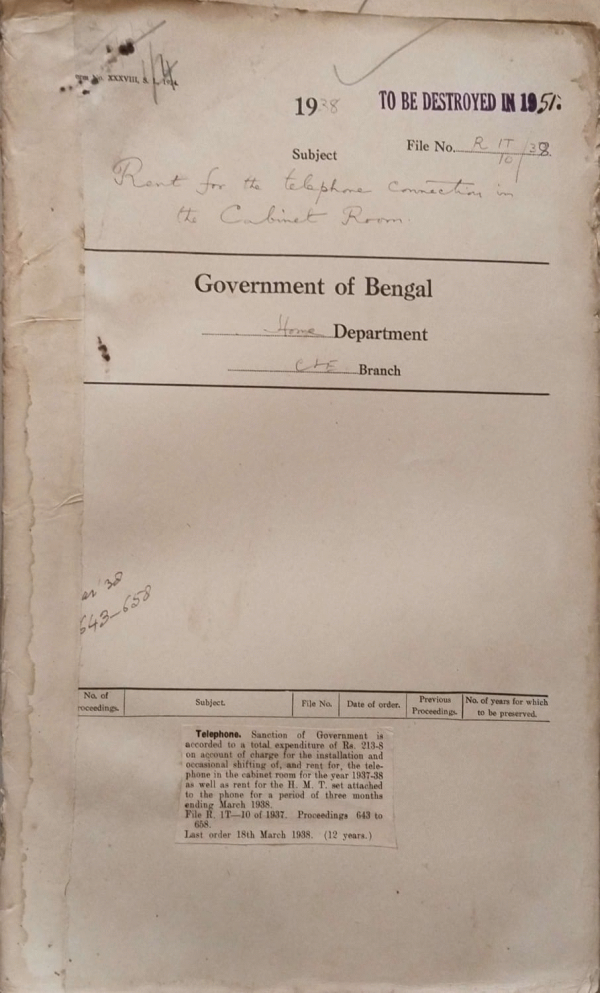 No. XXXVIII, S.
1938
TO BE DESTROYED IN 1951.
File No. R 1T/10/38
Subject
Rent for the telephone connection in
the Cabinet Room.
Government of Bengal
Home Department
C & E Branch
ar '38
643-658
No. of
roceedings.
Subject.
File No.
Date of order.
Previous
Proceedings.
No. of years for which
to be preserved.
Telephone. Sanction of Government is
accorded to a total expenditure of Rs. 213-8
on account of charge for the installation and
occasional shifting of, and rent for, the tele-
phone in the cabinet room for the year 1937-38
as well as rent for the H. M. T. set attached
to the phone for a period of three months
ending March 1938.
File R. 1T—10 of 1937. Proceedings 643 to
658.
Last order 18th March 1938. (12 years.)